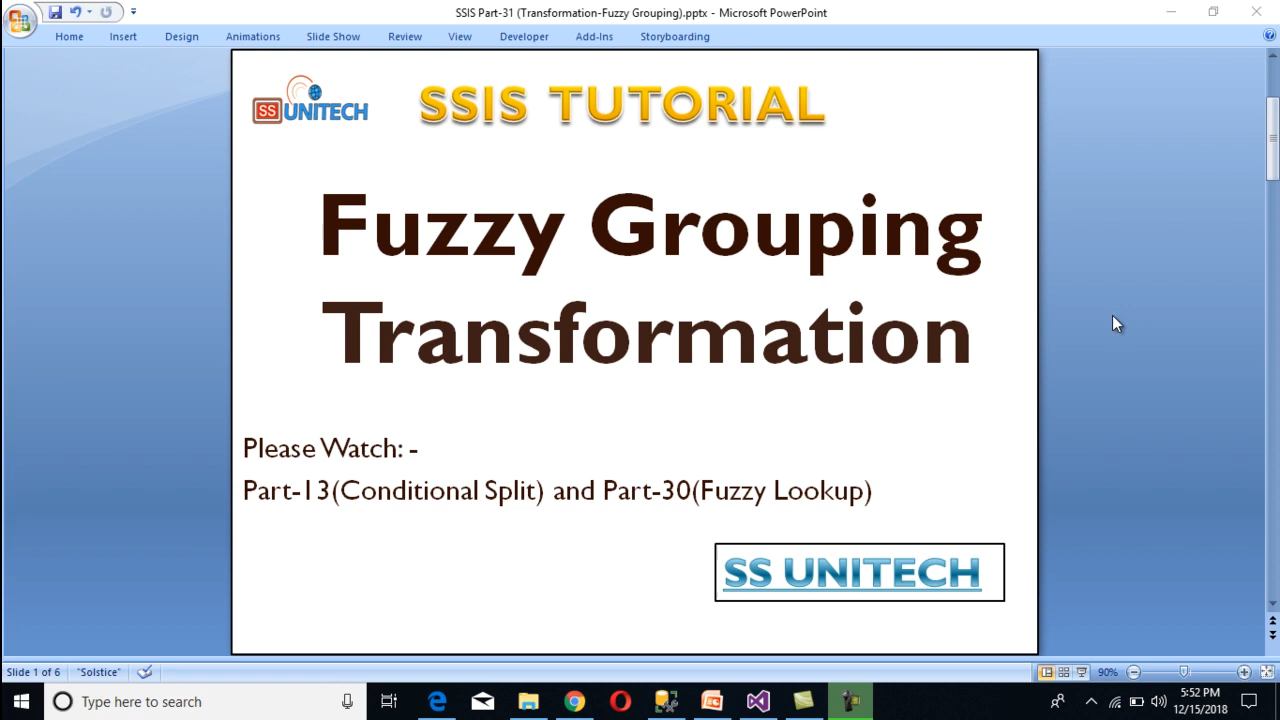 SSIS Part-31 (Transformation-Fuzzy Grouping).pptx - Microsoft PowerPoint
Home Insert Design Animations Slide Show Review View Developer Add-Ins Storyboarding
SS UNITECH
SSIS TUTORIAL
Fuzzy Grouping
Transformation
Please Watch: -
Part-13(Conditional Split) and Part-30(Fuzzy Lookup)
SS UNITECH
Slide 1 of 6 "Solstice" 90%
Type here to search
5:52 PM
12/15/2018